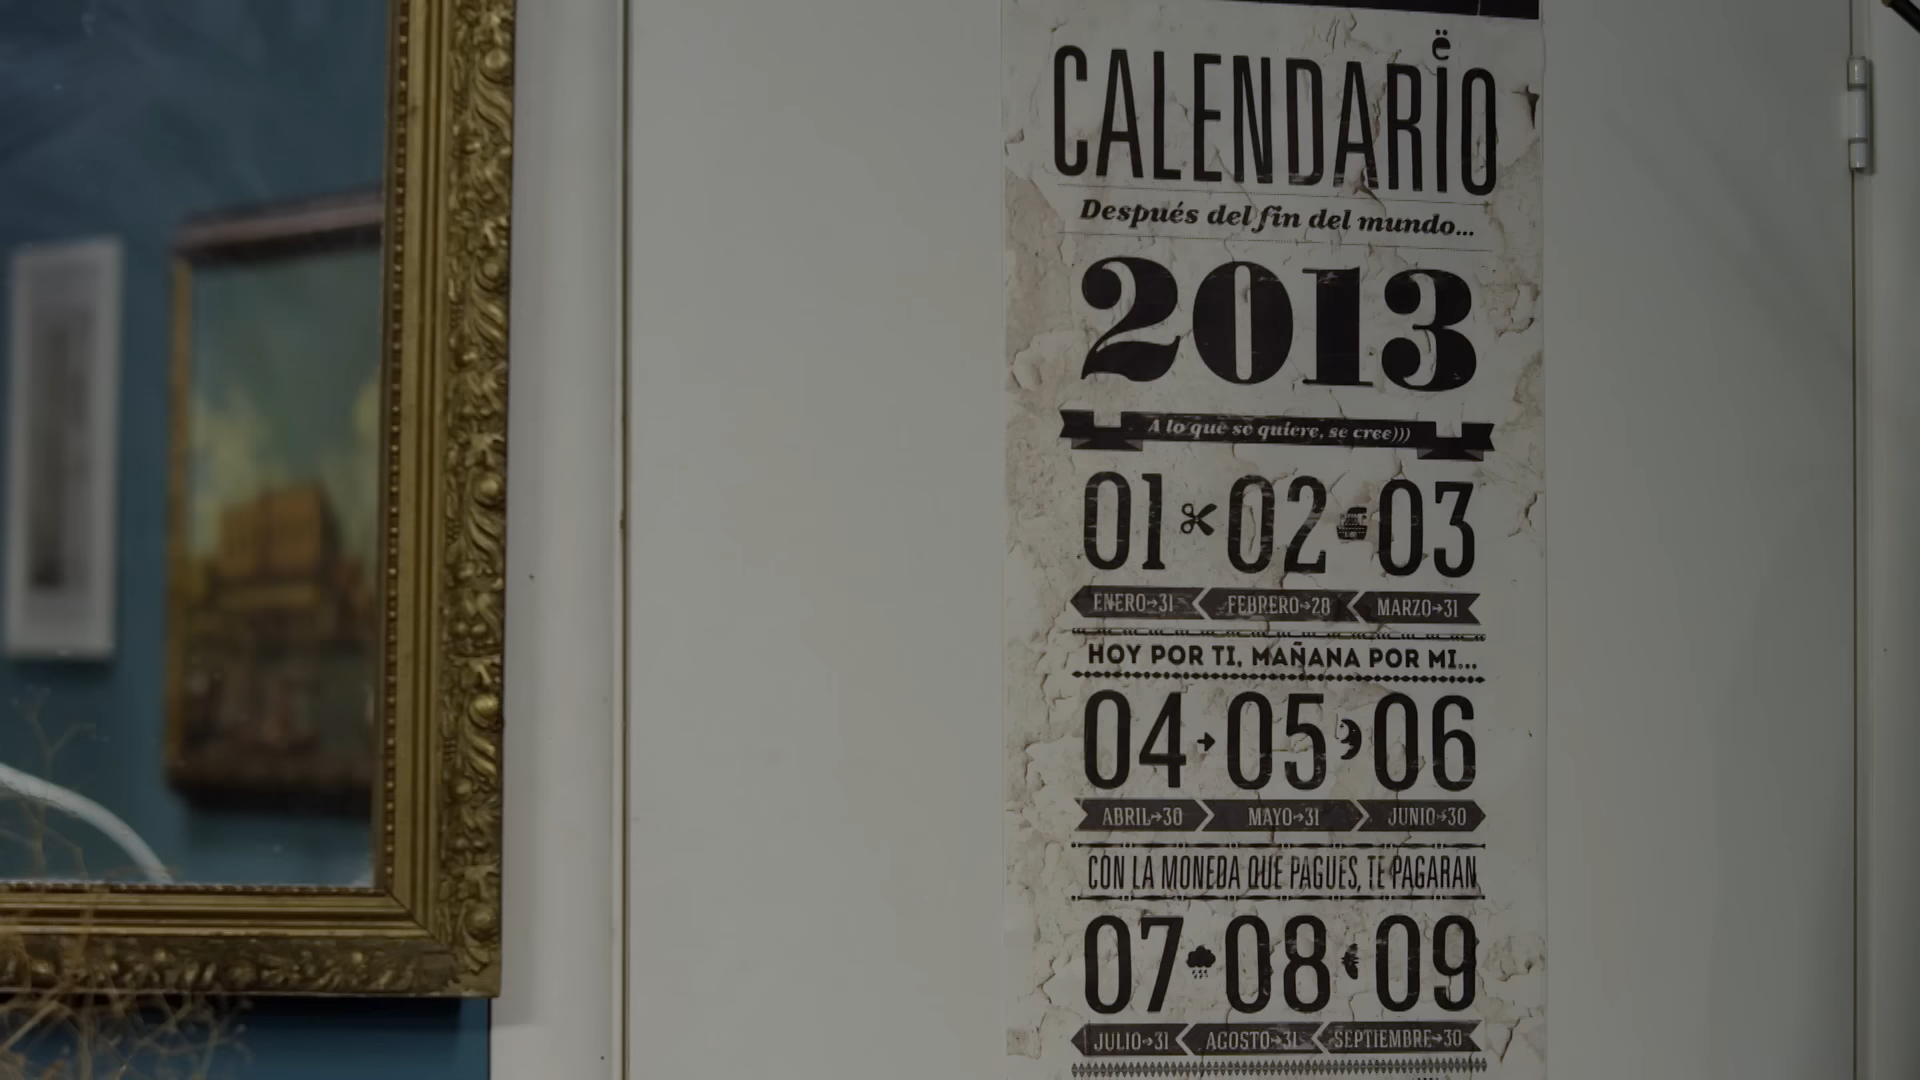 ë
CALENDARIO
Después del fin del mundo...
2013
A lo que se quiere, se cree)))
01 02 03
ENERO→31 FEBRERO→28 MARZO→31
HOY POR TI, MAÑANA POR MI...
04 05 06
ABRIL→30 MAYO→31 JUNIO→30
CON LA MONEDA QUE PAGUES, TE PAGARAN
07 08 09
JULIO→31 AGOSTO→31 SEPTIEMBRE→30